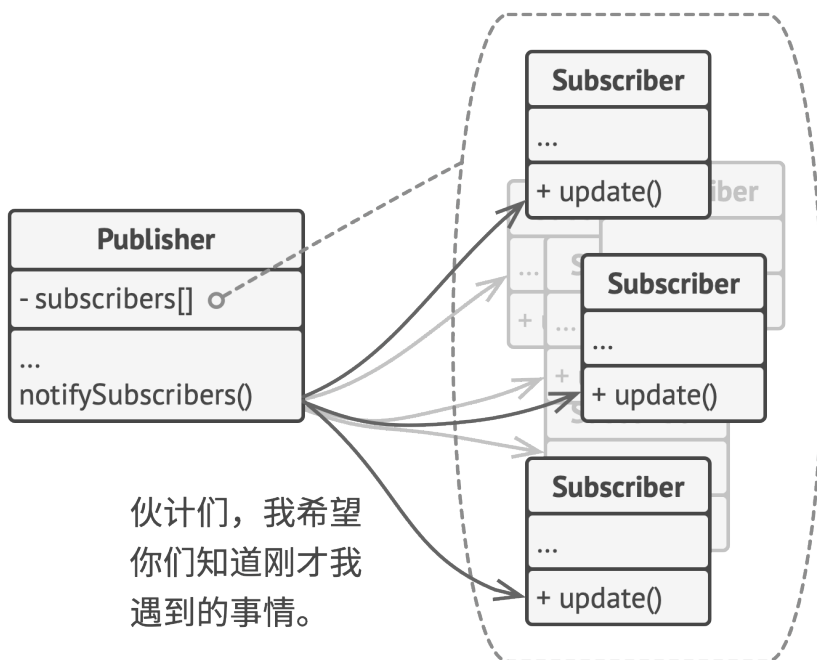 Subscriber
...
+ update()
Publisher
- subscribers[]
...
notifySubscribers()
Subscriber
...
+ update()
Subscriber
...
+ update()
伙计们，我希望
你们知道刚才我
遇到的事情。
iber
...
+
S
...
+